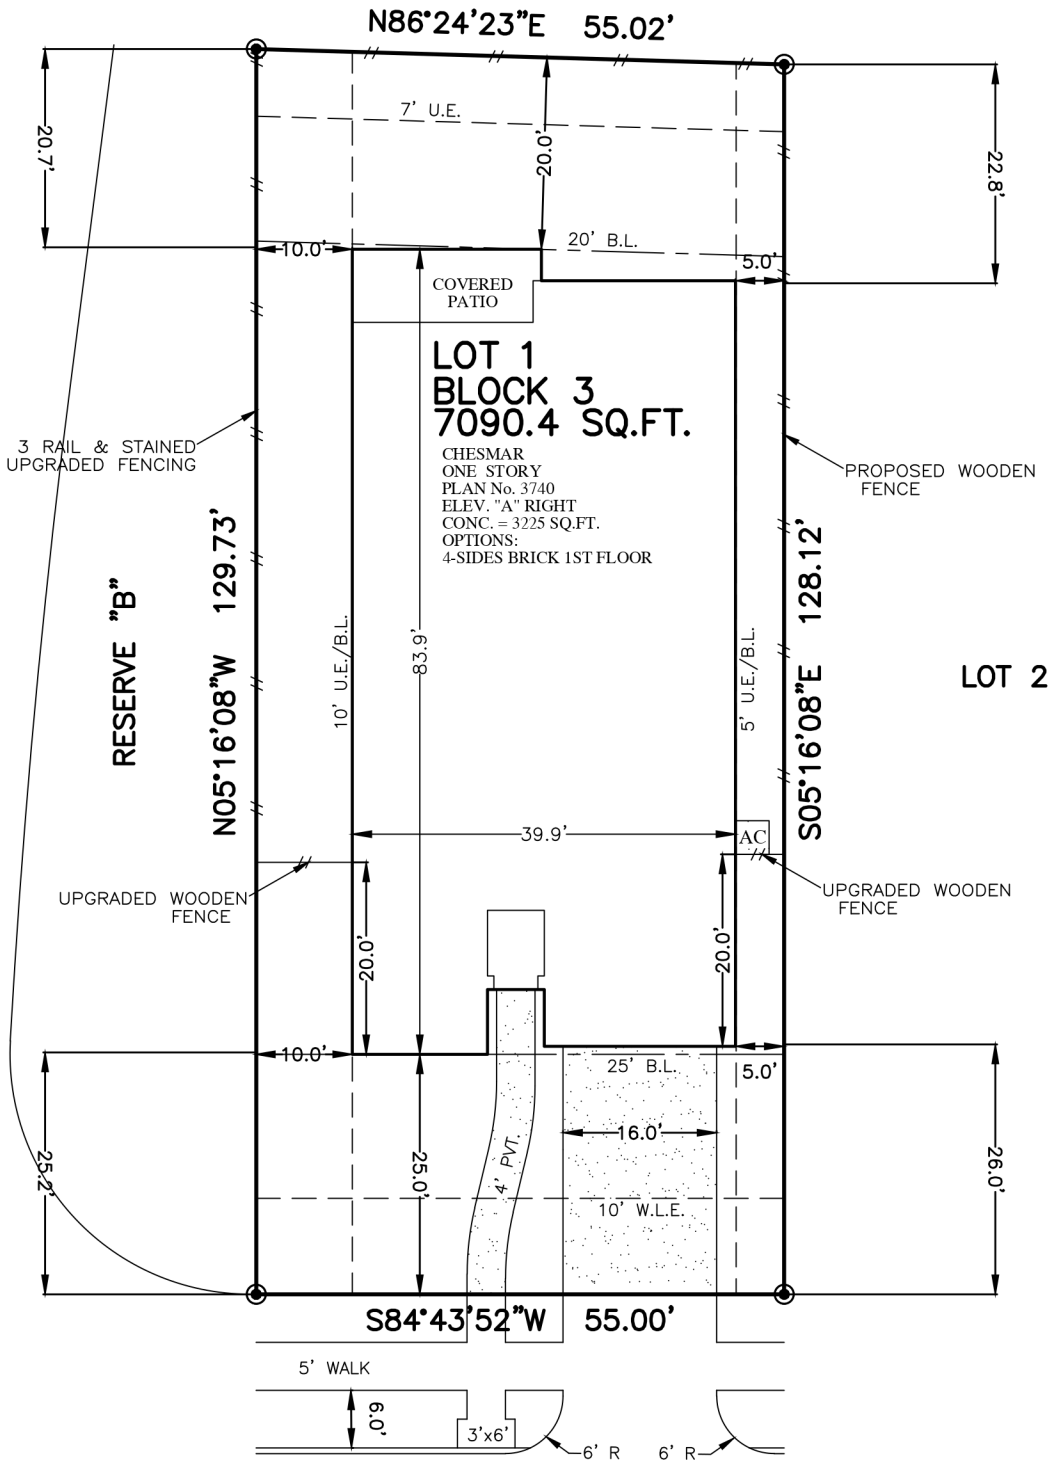 N86°24'23"E 55.02'
7' U.E.
20.7'
20.0'
22.8'
20' B.L.
10.0'
5.0'
COVERED
PATIO
LOT 1
BLOCK 3
7090.4 SQ.FT.
CHESMAR
ONE STORY
PLAN No. 3740
ELEV. "A" RIGHT
CONC. = 3225 SQ.FT.
OPTIONS:
4-SIDES BRICK 1ST FLOOR
3 RAIL & STAINED
UPGRADED FENCING
PROPOSED WOODEN
FENCE
RESERVE "B"
N05°16'08"W 129.73'
10' U.E./B.L.
83.9'
5' U.E./B.L.
S05°16'08"E 128.12'
LOT 2
39.9'
AC
UPGRADED WOODEN
FENCE
UPGRADED WOODEN
FENCE
20.0'
20.0'
10.0'
25' B.L.
5.0'
16.0'
25.2'
25.0'
4' PVT.
26.0'
10' W.L.E.
S84°43'52"W 55.00'
5' WALK
6.0'
3'x6'
6' R
6' R